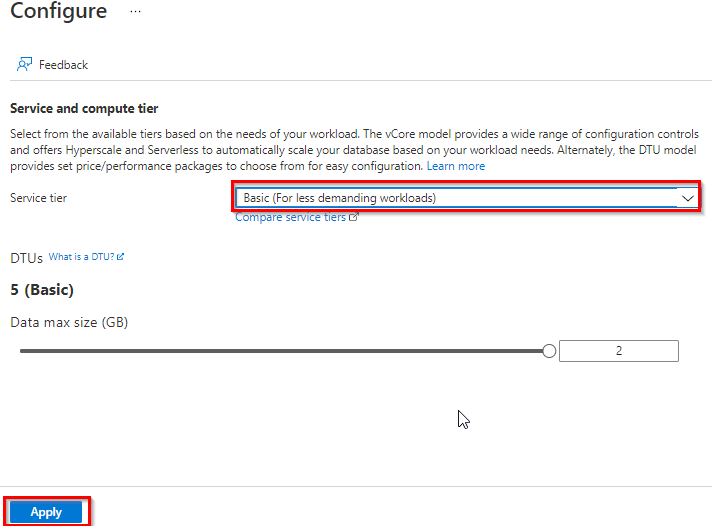 Configure ...
Feedback
Service and compute tier
Select from the available tiers based on the needs of your workload. The vCore model provides a wide range of configuration controls
and offers Hyperscale and Serverless to automatically scale your database based on your workload needs. Alternately, the DTU model
provides set price/performance packages to choose from for easy configuration. Learn more
Service tier
Basic (For less demanding workloads)
Compare service tiers
DTUs What is a DTU?
5 (Basic)
Data max size (GB)
2
Apply